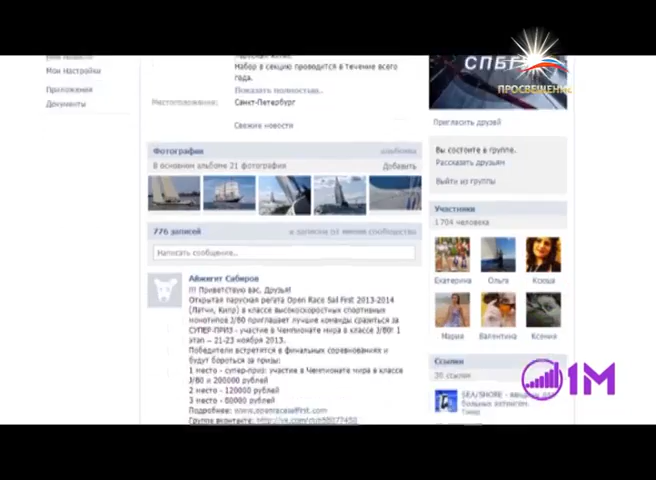 Мои Настройки
Приложения
Документы
Набор в секцию проводится в течение всего
года.
Показать полностью..
Местоположение: Санкт-Петербург
Свежие новости
Фотографии
альбомы
В основном альбоме 21 фотография
Добавить
776 записей
к записям от имени сообщества
Написать сообщение..
Айжигит Сабиров
!!! Приветствую вас, Друзья!
Открытая парусная регата Open Race Sail First 2013-2014
(Латчи, Кипр) в классе высокоскоростных спортивных
монотипов J/80 приглашает лучшие команды сразиться за
СУПЕР-ПРИЗ - участие в Чемпионате мира в классе J/80! 1
этап – 21-23 ноября 2013.
Победители встретятся в финальных соревнованиях и
будут бороться за призы:
1 место - супер-приз: участие в Чемпионате мира в классе
J/80 и 200000 рублей
2 место - 120000 рублей
3 место - 80000 рублей
Подробнее: www.openracesailfirst.com
Группа вконтакте:
СПБГ
ПРОСВЕЩЕНИЕ
Пригласить друзей
Вы состоите в группе.
Рассказать друзьям
Выйти из группы
Участники
1 704 человека
Екатерина Ольга Ксюша
Мария Валентина Ксения
Ссылки
30 ссылки
SEA/SHORE -
больше, яхтингом.
1М